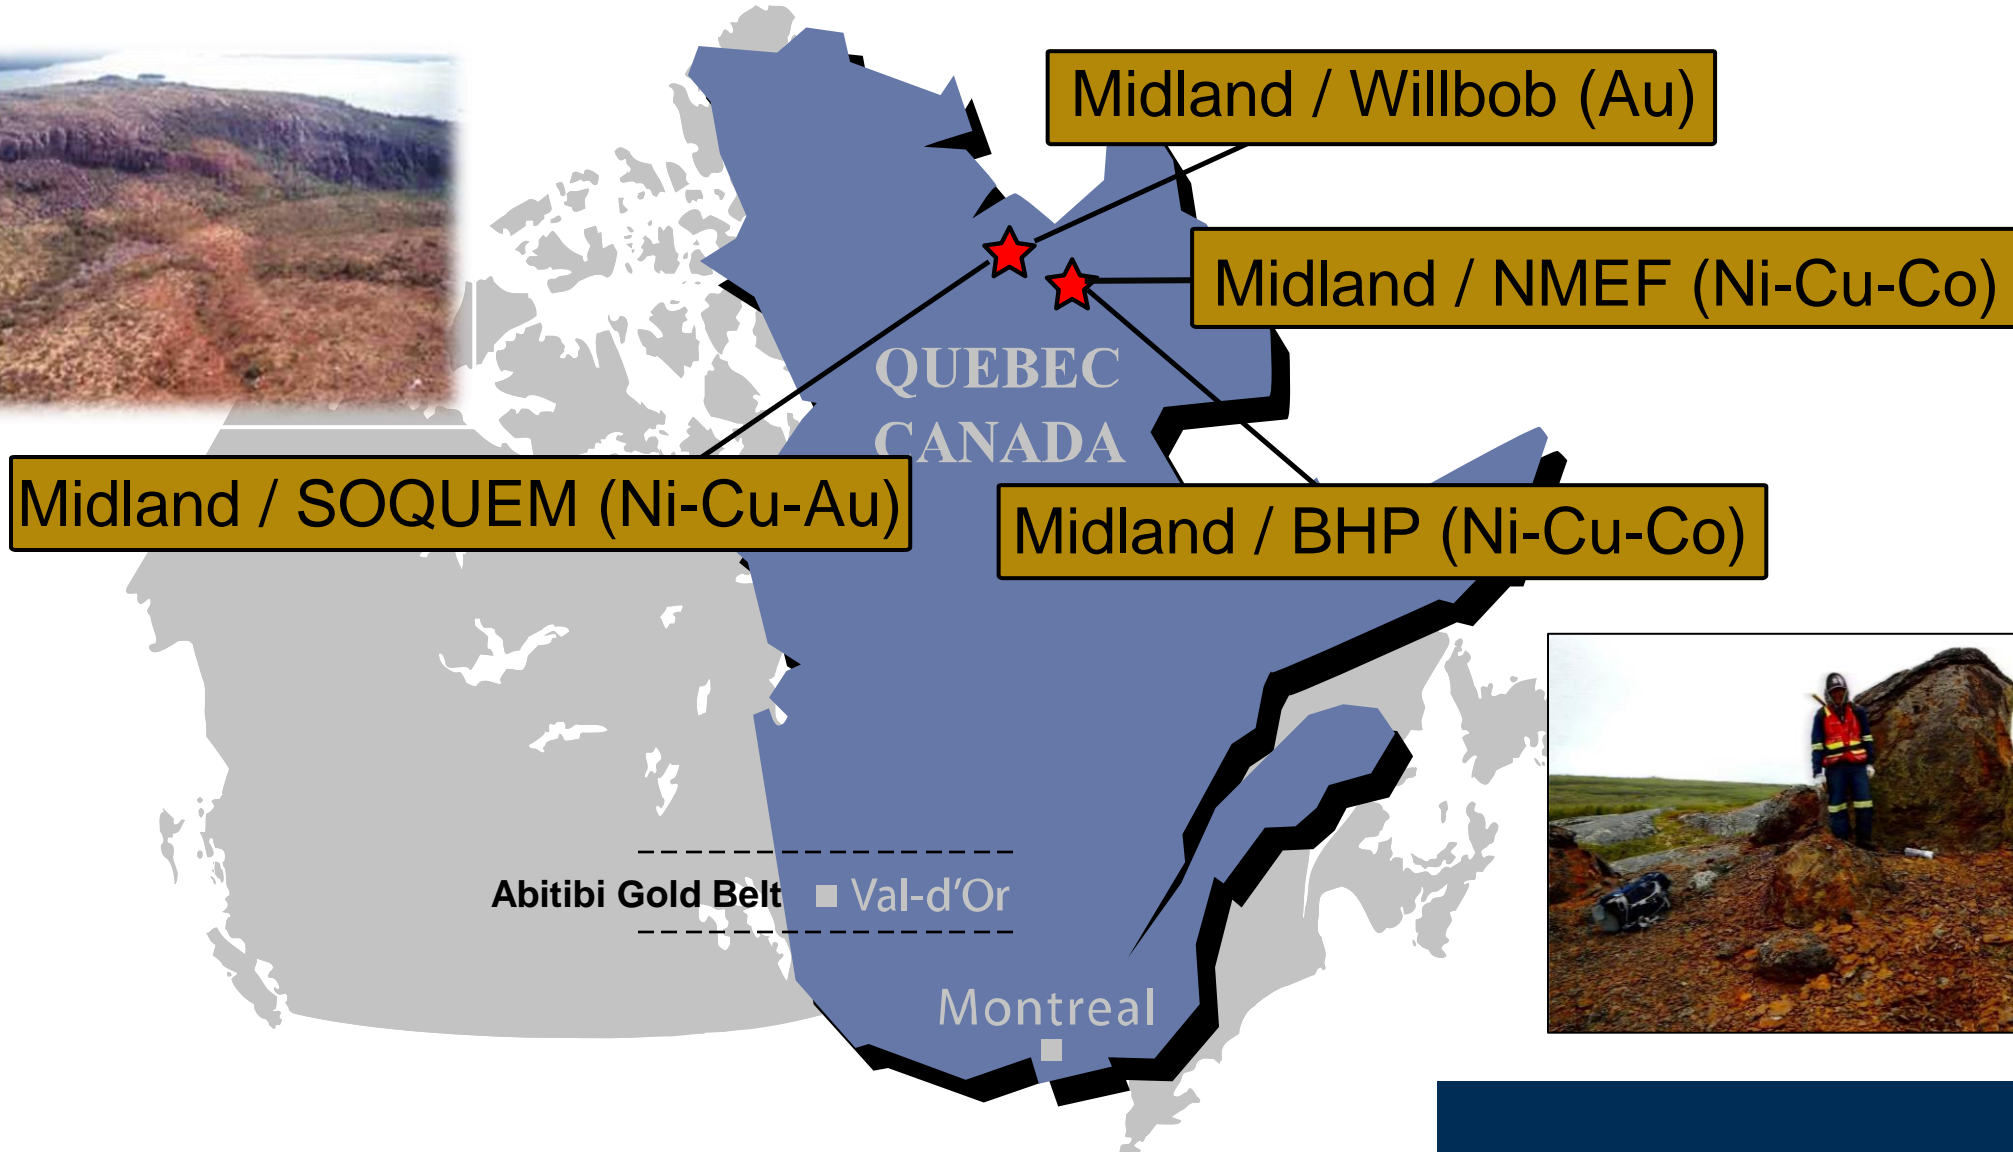 Midland / Willbob (Au)
Midland / NMEF (Ni-Cu-Co)
QUEBEC
CANADA
Midland / SOQUEM (Ni-Cu-Au)
Midland / BHP (Ni-Cu-Co)
Abitibi Gold Belt
Val-d’Or
Montreal